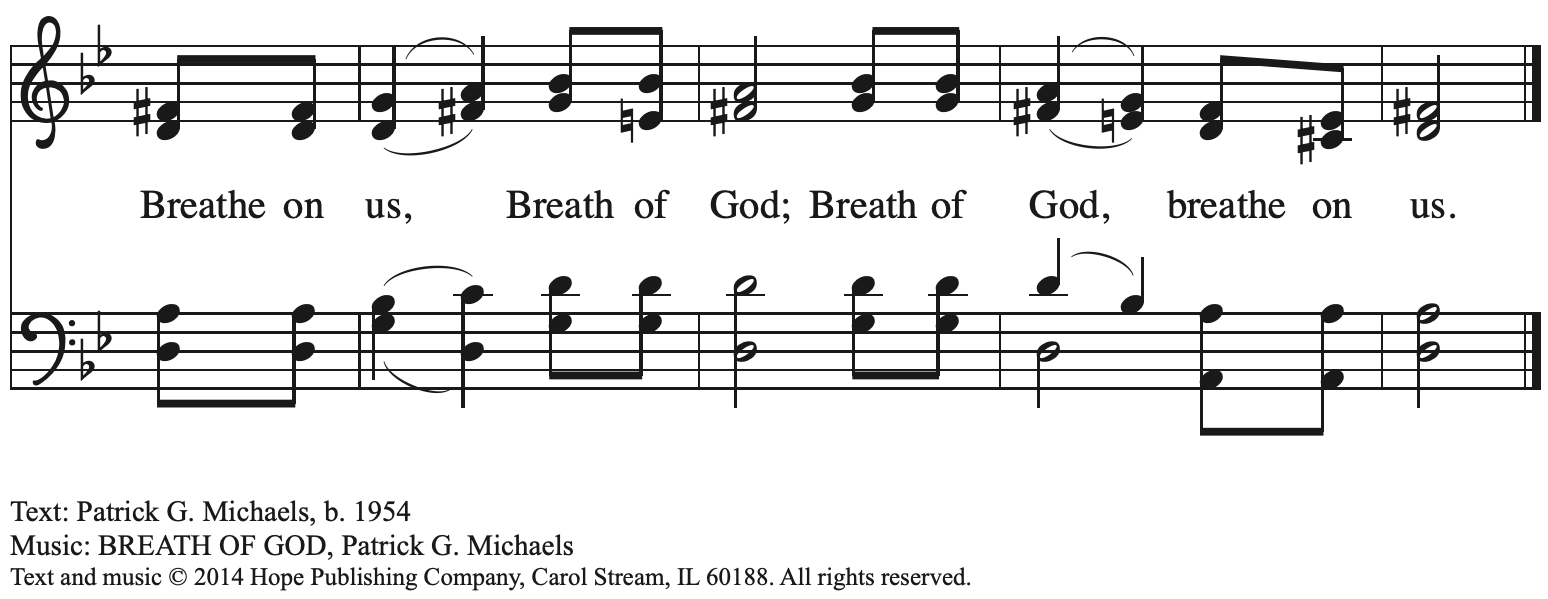 Breathe on us, Breath of God; Breath of God, breathe on us.
Text: Patrick G. Michaels, b. 1954
Music: BREATH OF GOD, Patrick G. Michaels
Text and music © 2014 Hope Publishing Company, Carol Stream, IL 60188. All rights reserved.